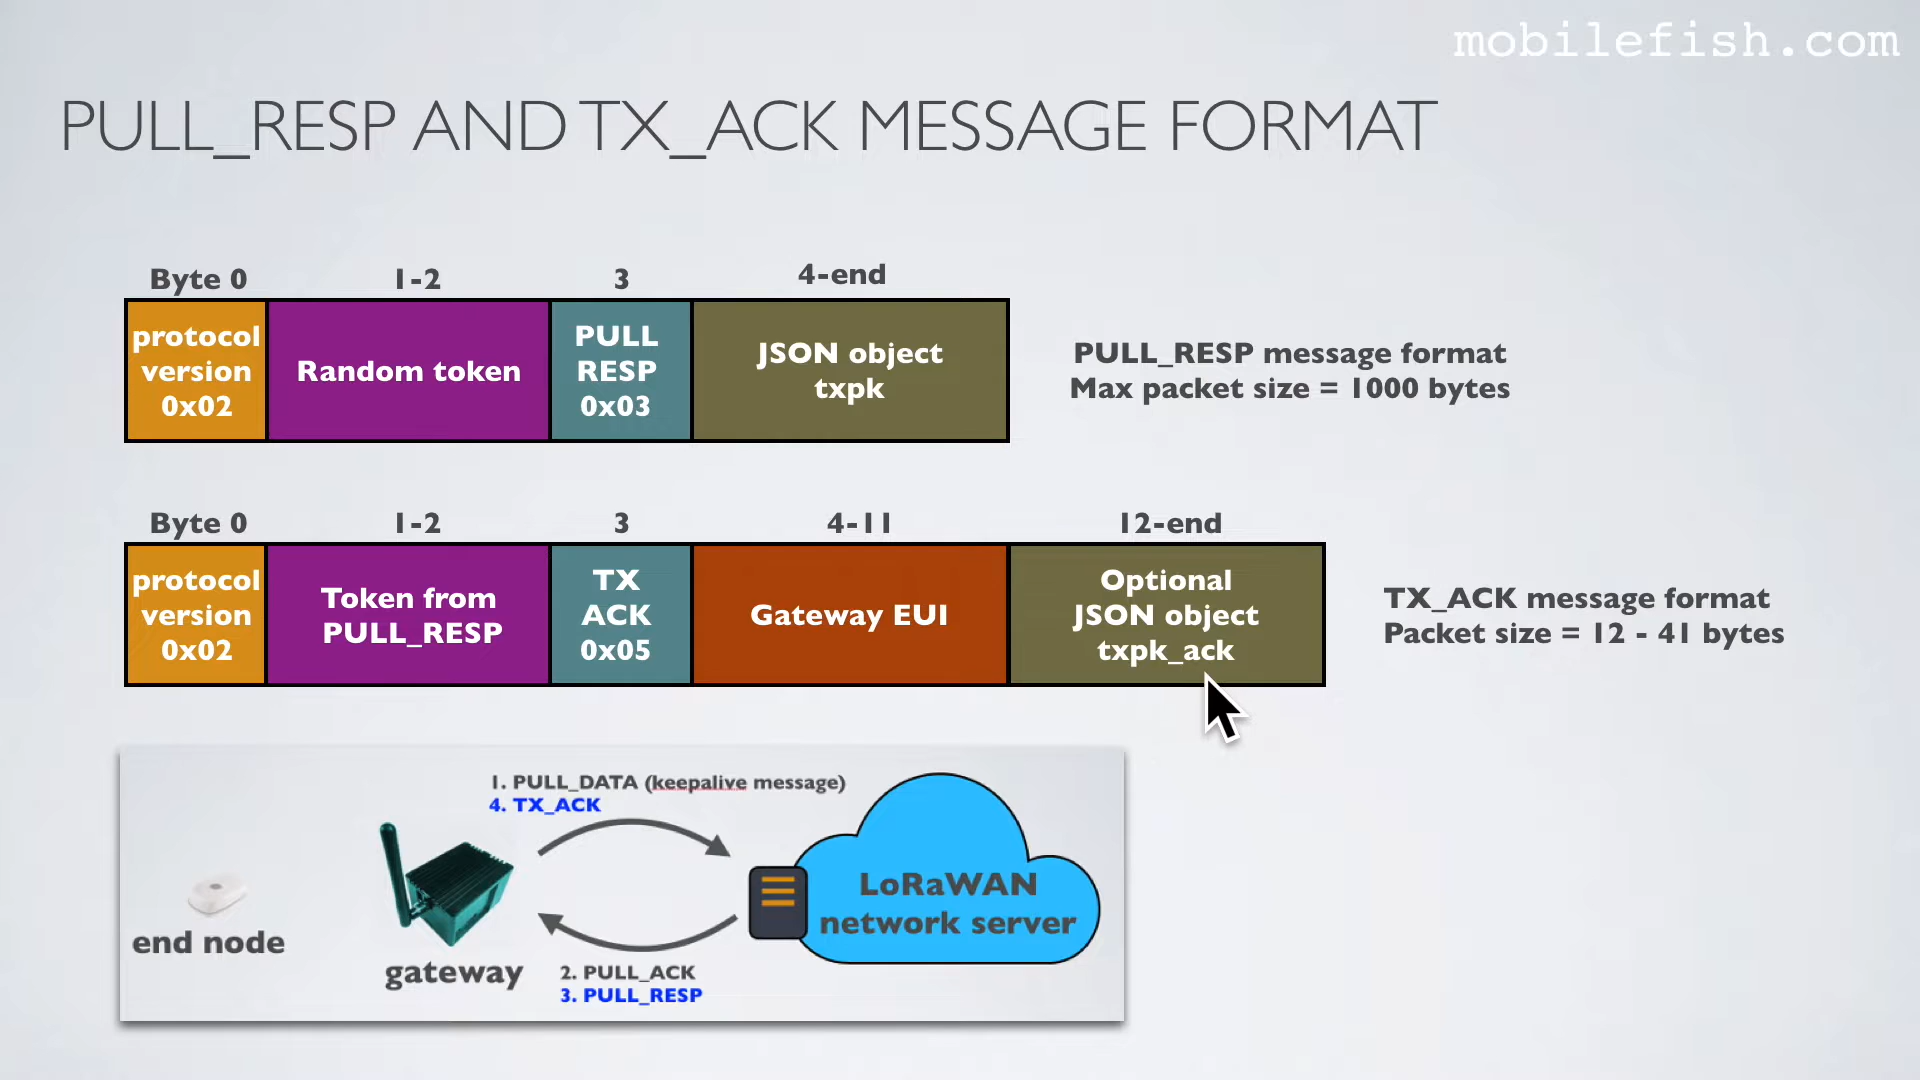 mobilefish.com
PULL_RESP AND TX_ACK MESSAGE FORMAT
Byte 0 1-2 3 4-end
protocol
version
0x02
Random token
PULL
RESP
0x03
JSON object
txpk
PULL_RESP message format
Max packet size = 1000 bytes
Byte 0 1-2 3 4-11 12-end
protocol
version
0x02
Token from
PULL_RESP
TX
ACK
0x05
Gateway EUI
Optional
JSON object
txpk_ack
TX_ACK message format
Packet size = 12 - 41 bytes
1. PULL_DATA (keepalive message)
4. TX_ACK
end node
gateway
LoRaWAN
network server
2. PULL_ACK
3. PULL_RESP